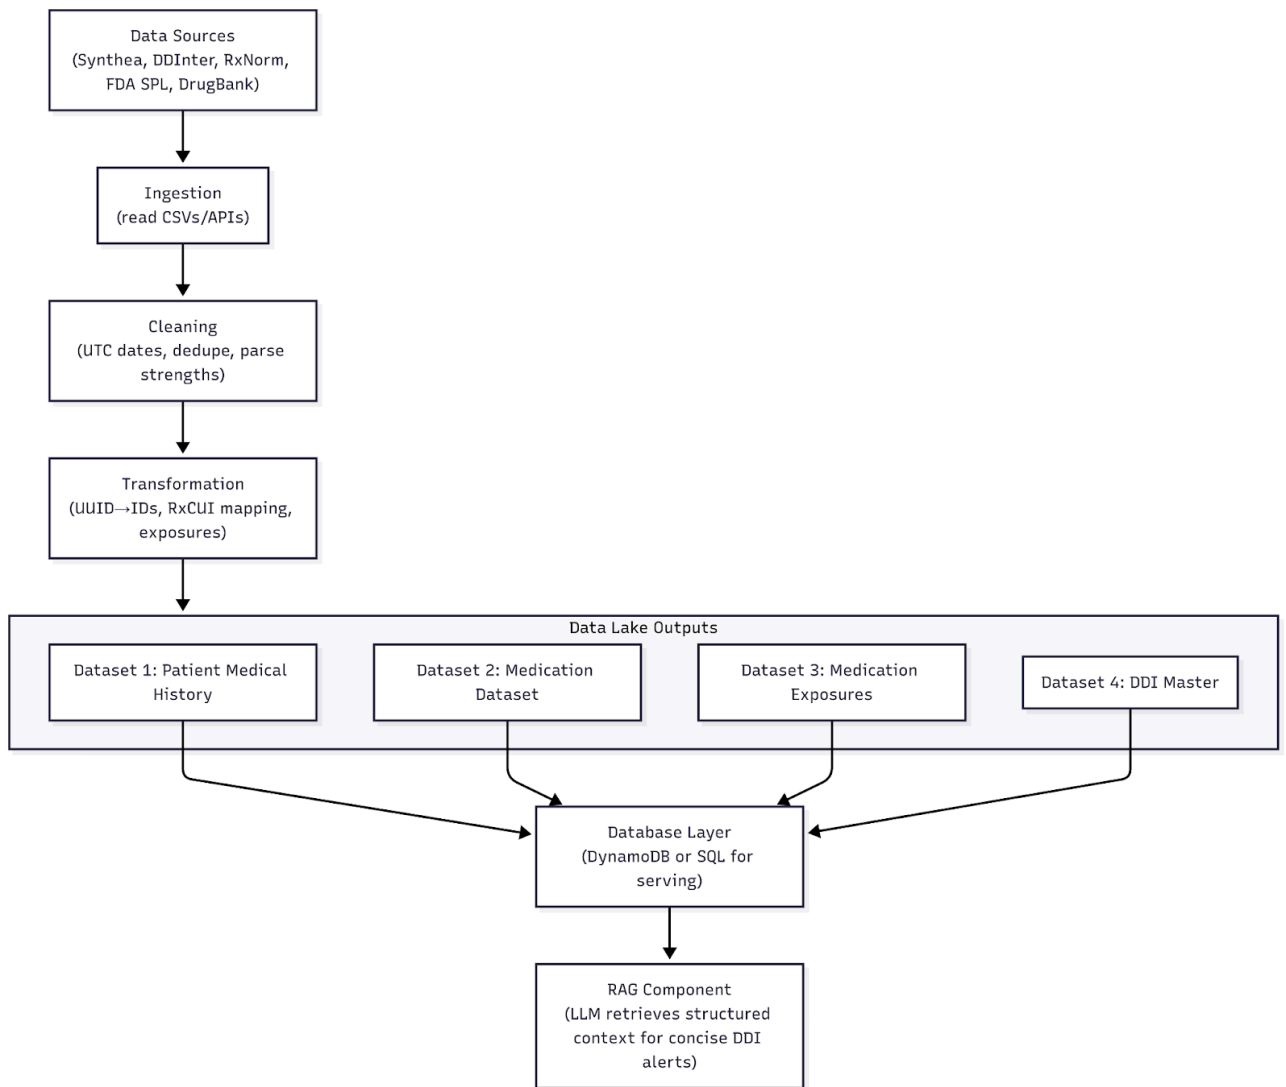 Data Sources
(Synthea, DDInter, RxNorm,
FDA SPL, DrugBank)
Ingestion
(read CSVs/APIs)
Cleaning
(UTC dates, dedupe, parse
strengths)
Transformation
(UUID→IDs, RxCUI mapping,
exposures)
Data Lake Outputs
Dataset 1: Patient Medical
History
Dataset 2: Medication
Dataset
Dataset 3: Medication
Exposures
Dataset 4: DDI Master
Database Layer
(DynamoDB or SQL for
serving)
RAG Component
(LLM retrieves structured
context for concise DDI
alerts)